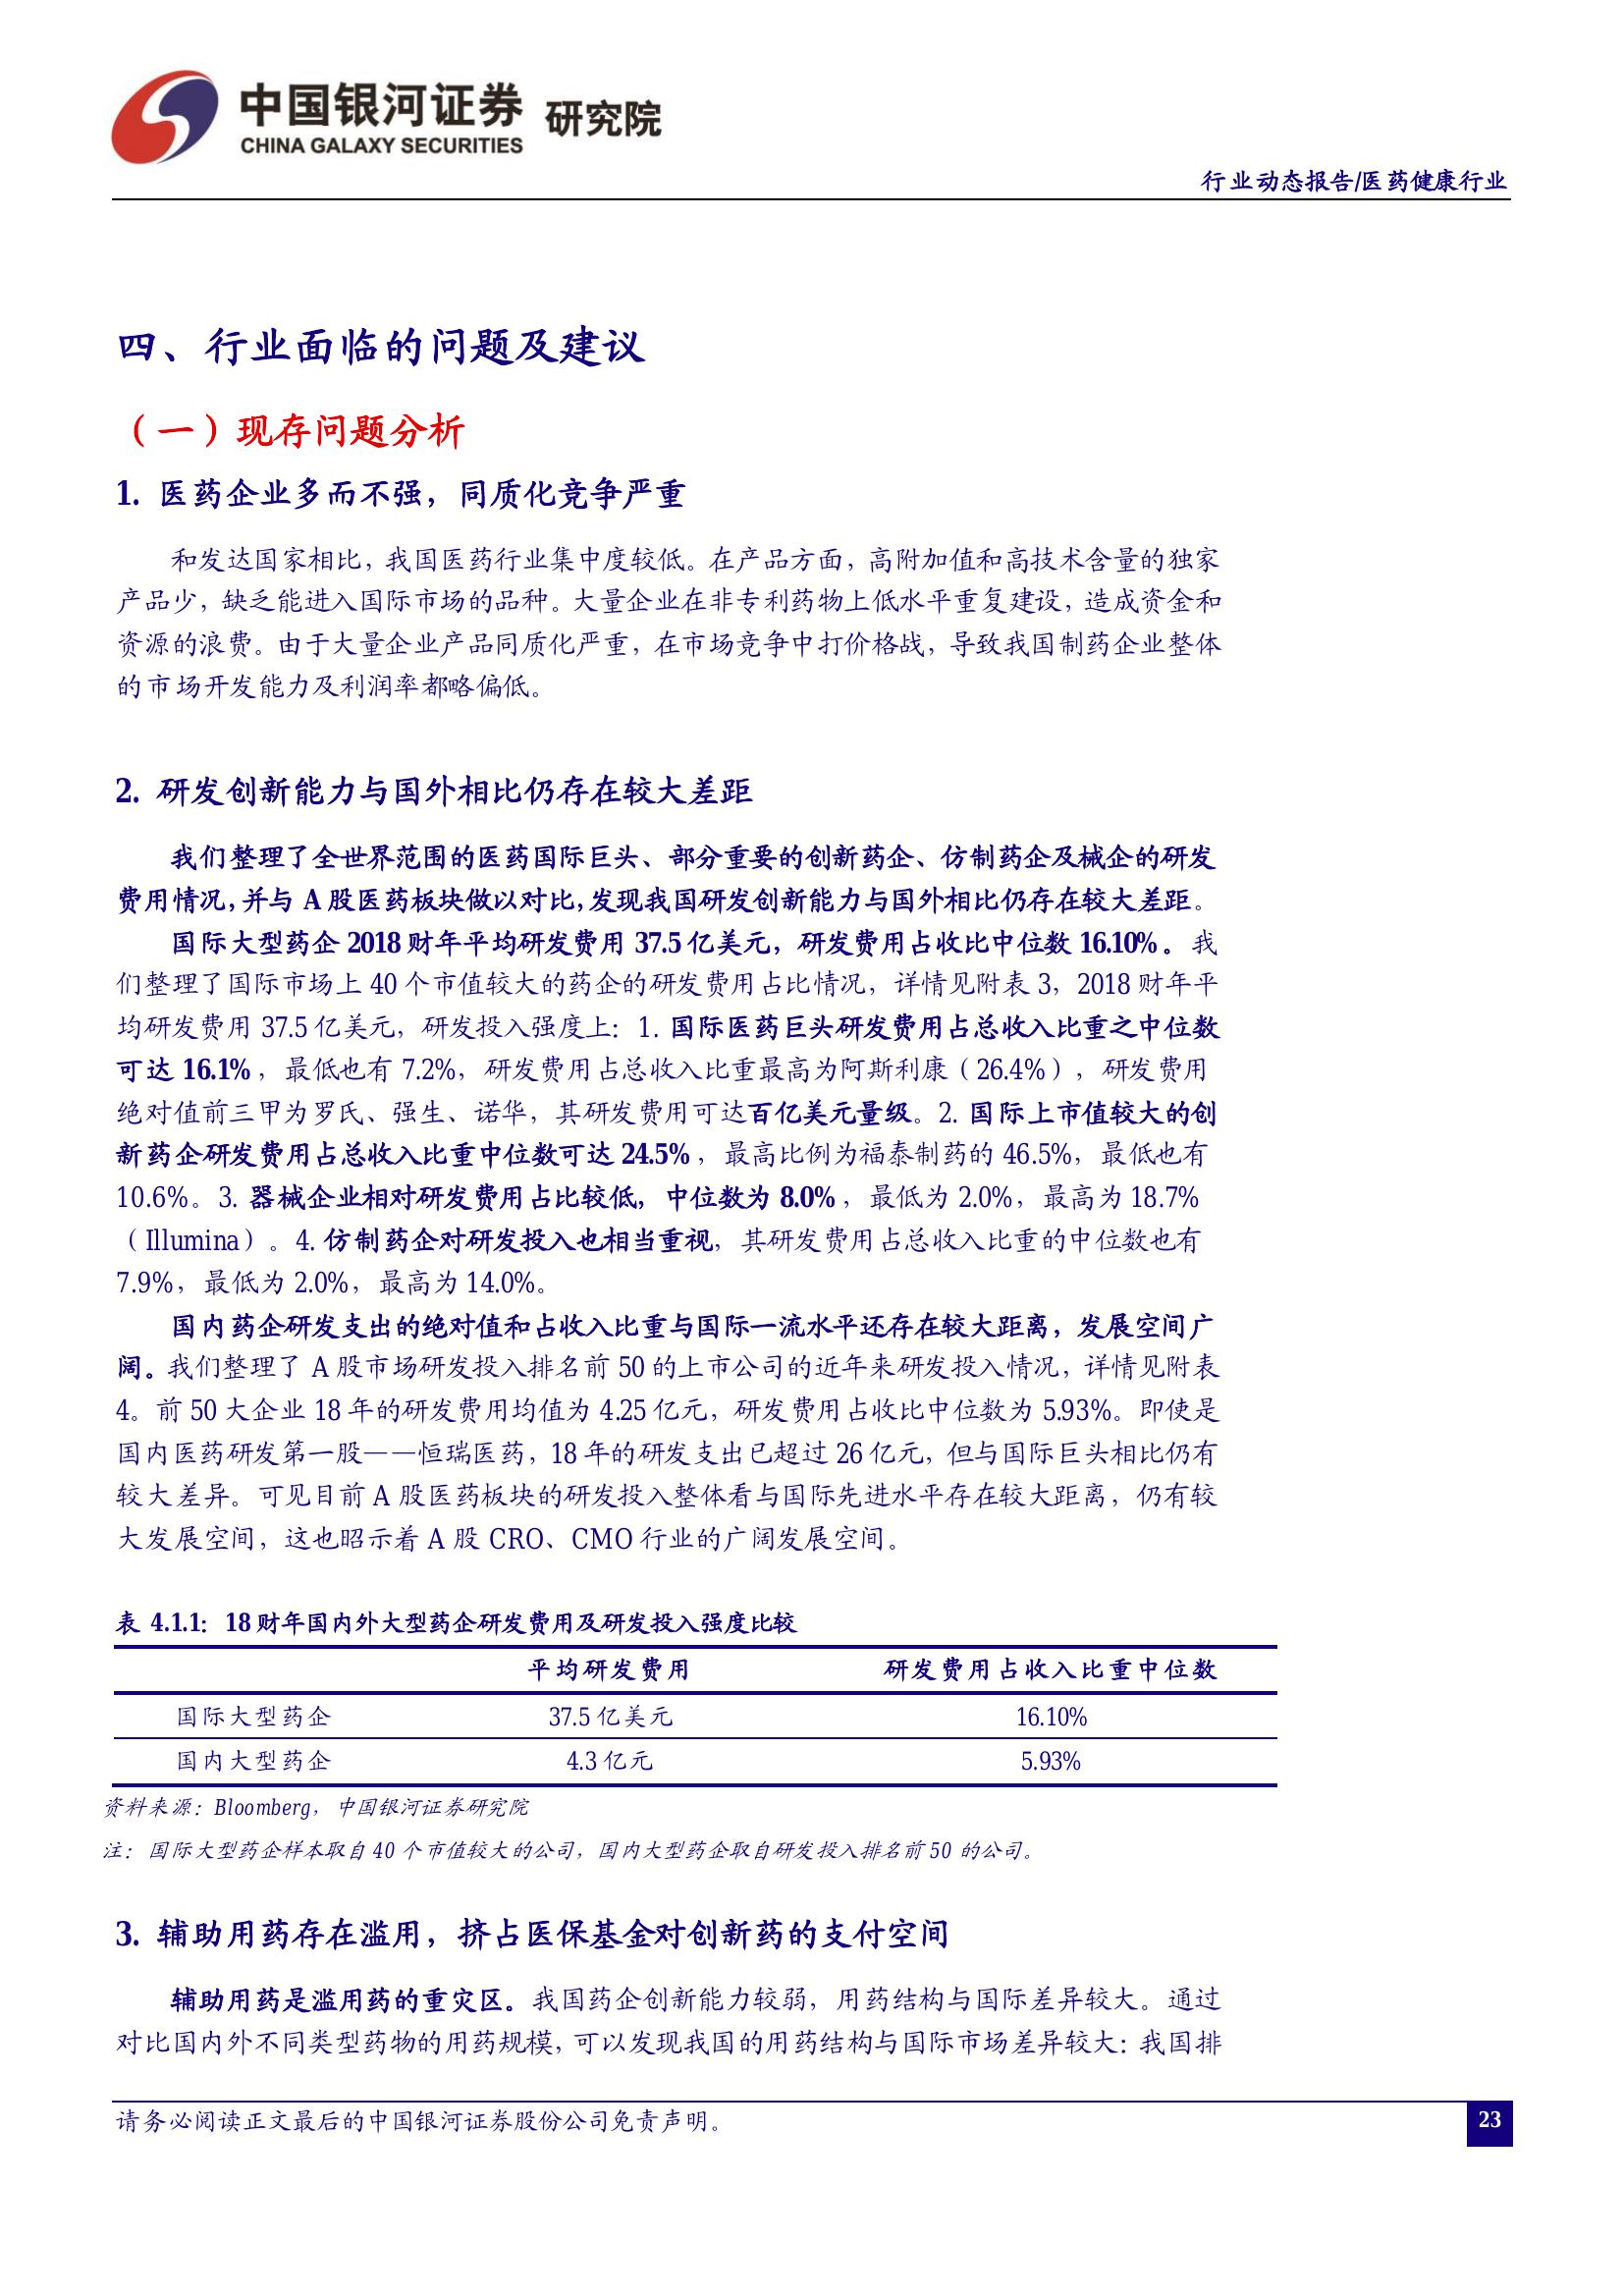 中国银河证券 研究院
CHINA GALAXY SECURITIES
行业动态报告/医药健康行业
四、行业面临的问题及建议
（一）现存问题分析
1. 医药企业多而不强，同质化竞争严重
和发达国家相比，我国医药行业集中度较低。在产品方面，高附加值和高技术含量的独家
产品少，缺乏能进入国际市场的品种。大量企业在非专利药物上低水平重复建设，造成资金和
资源的浪费。由于大量企业产品同质化严重，在市场竞争中打价格战，导致我国制药企业整体
的市场开发能力及利润率都略偏低。
2. 研发创新能力与国外相比仍存在较大差距
我们整理了全世界范围的医药国际巨头、部分重要的创新药企、仿制药企及械企的研发
费用情况，并与 A 股医药板块做以对比，发现我国研发创新能力与国外相比仍存在较大差距。
国际大型药企 2018 财年平均研发费用 37.5 亿美元，研发费用占收比中位数 16.10%。我
们整理了国际市场上 40 个市值较大的药企的研发费用占比情况，详情见附表 3，2018 财年平
均研发费用 37.5 亿美元，研发投入强度上：1. 国际医药巨头研发费用占总收入比重之中位数
可达 16.1%，最低也有 7.2%，研发费用占总收入比重最高为阿斯利康（26.4%），研发费用
绝对值前三甲为罗氏、强生、诺华，其研发费用可达百亿美元量级。2. 国际上市值较大的创
新药企研发费用占总收入比重中位数可达 24.5%，最高比例为福泰制药的 46.5%，最低也有
10.6%。3. 器械企业相对研发费用占比较低，中位数为 8.0%，最低为 2.0%，最高为 18.7%
（Illumina）。4. 仿制药企对研发投入也相当重视，其研发费用占总收入比重的中位数也有
7.9%，最低为 2.0%，最高为 14.0%。
国内药企研发支出的绝对值和占收入比重与国际一流水平还存在较大距离，发展空间广
阔。我们整理了 A 股市场研发投入排名前 50 的上市公司的近年来研发投入情况，详情见附表
4。前 50 大企业 18 年的研发费用均值为 4.25 亿元，研发费用占收比中位数为 5.93%。即使是
国内医药研发第一股——恒瑞医药，18 年的研发支出已超过 26 亿元，但与国际巨头相比仍有
较大差异。可见目前 A 股医药板块的研发投入整体看与国际先进水平存在较大距离，仍有较
大发展空间，这也昭示着 A 股 CRO、CMO 行业的广阔发展空间。
表 4.1.1：18 财年国内外大型药企研发费用及研发投入强度比较
平均研发费用 研发费用占收入比重中位数
国际大型药企 37.5 亿美元 16.10%
国内大型药企 4.3 亿元 5.93%
资料来源：Bloomberg，中国银河证券研究院
注：国际大型药企样本取自 40 个市值较大的公司，国内大型药企取自研发投入排名前 50 的公司。
3. 辅助用药存在滥用，挤占医保基金对创新药的支付空间
辅助用药是滥用药的重灾区。我国药企创新能力较弱，用药结构与国际差异较大。通过
对比国内外不同类型药物的用药规模，可以发现我国的用药结构与国际市场差异较大：我国排
请务必阅读正文最后的中国银河证券股份公司免责声明。
23